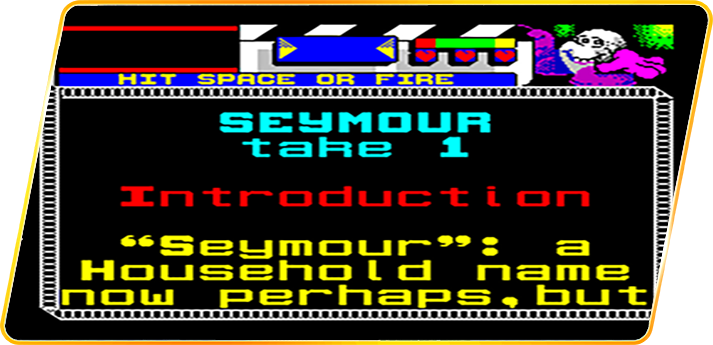 HIT SPACE OR FIRE
SEYMOUR
take 1
Introduction
“Seymour”: a
Household name
now perhaps,but